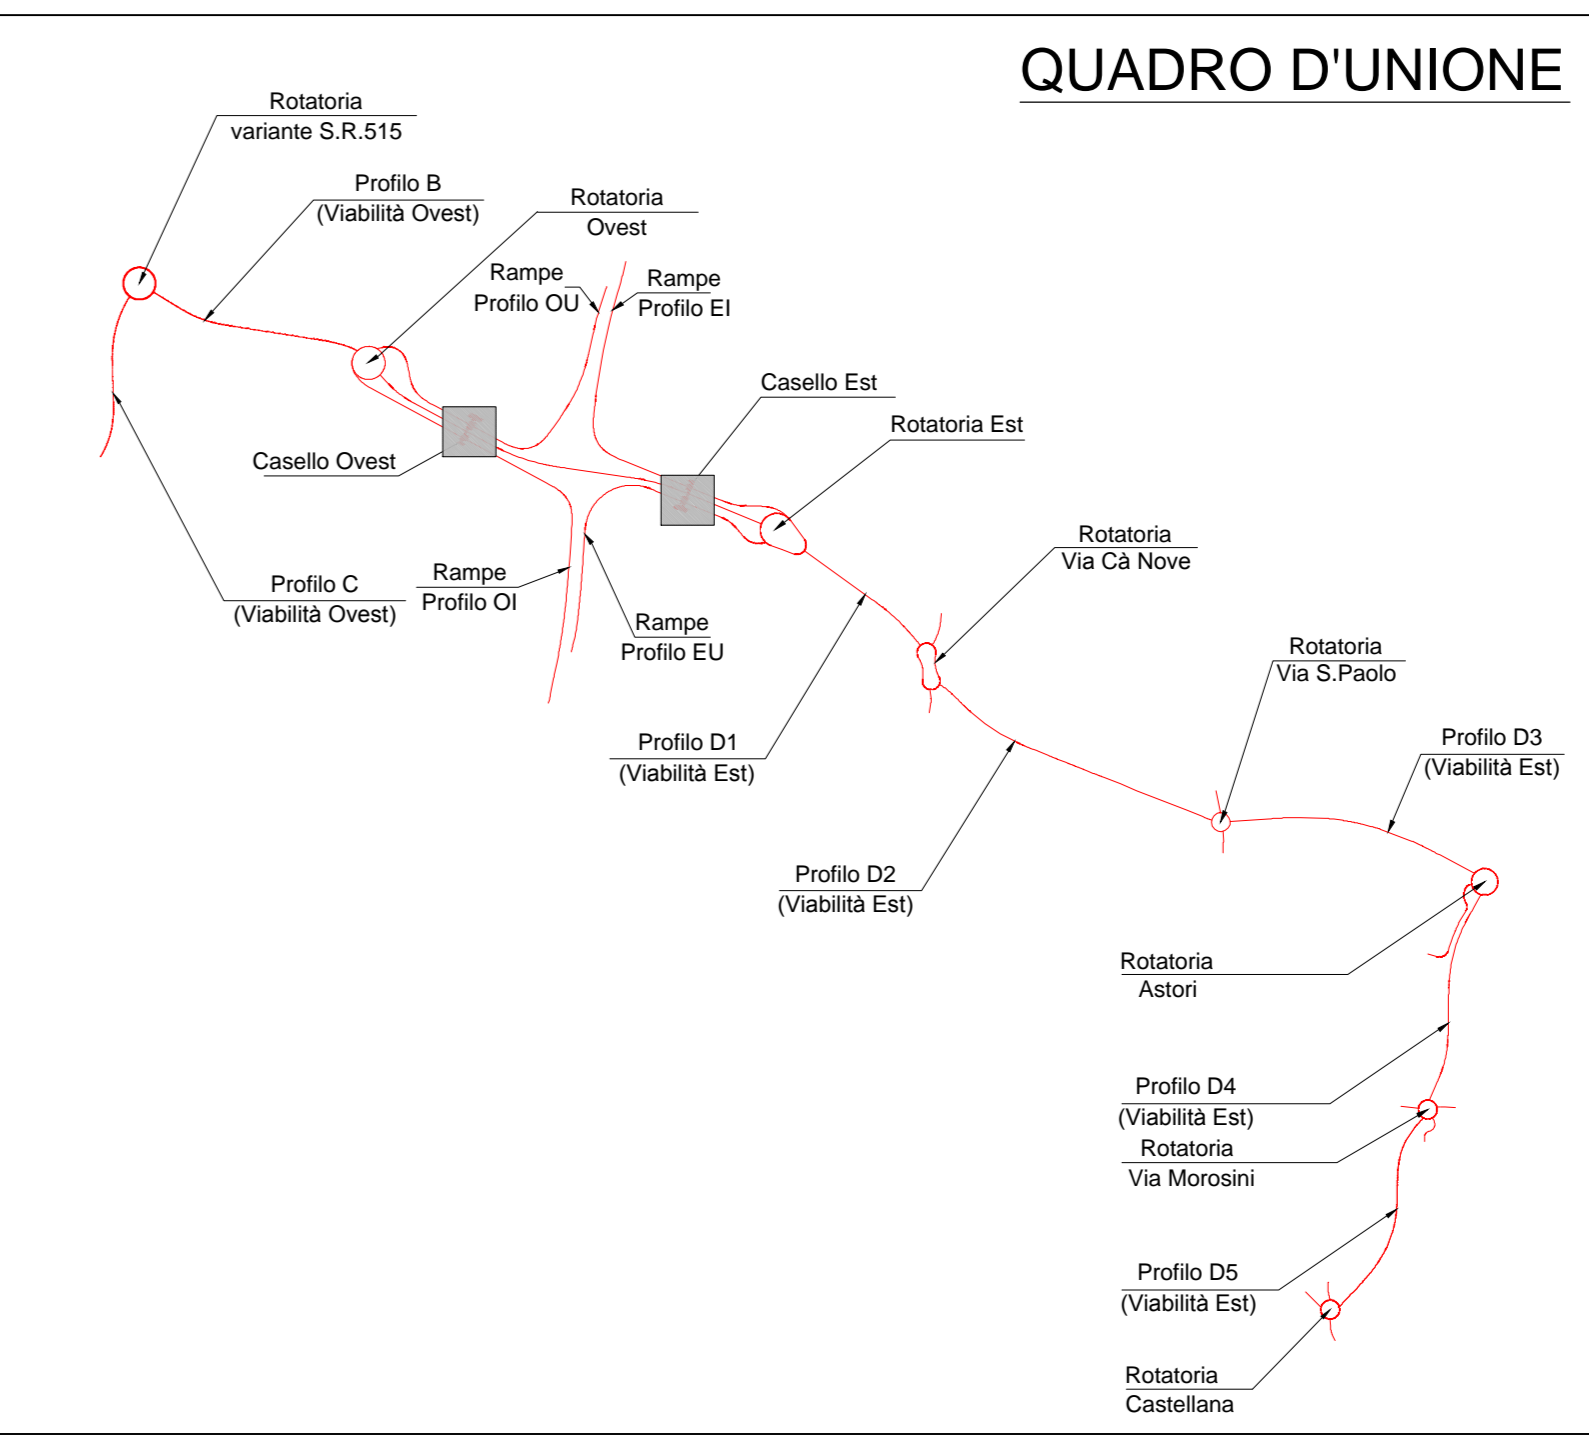 QUADRO D'UNIONE
Rotatoria
variante S.R.515
Profilo B
(Viabilità Ovest)
Rotatoria
Ovest
Rampe
Profilo OU
Rampe
Profilo EI
Casello Est
Rotatoria Est
Casello Ovest
Rotatoria
Via Cà Nove
Profilo C
(Viabilità Ovest)
Rampe
Profilo OI
Rampe
Profilo EU
Rotatoria
Via S.Paolo
Profilo D1
(Viabilità Est)
Profilo D3
(Viabilità Est)
Profilo D2
(Viabilità Est)
Rotatoria
Astori
Profilo D4
(Viabilità Est)
Rotatoria
Via Morosini
Profilo D5
(Viabilità Est)
Rotatoria
Castellana